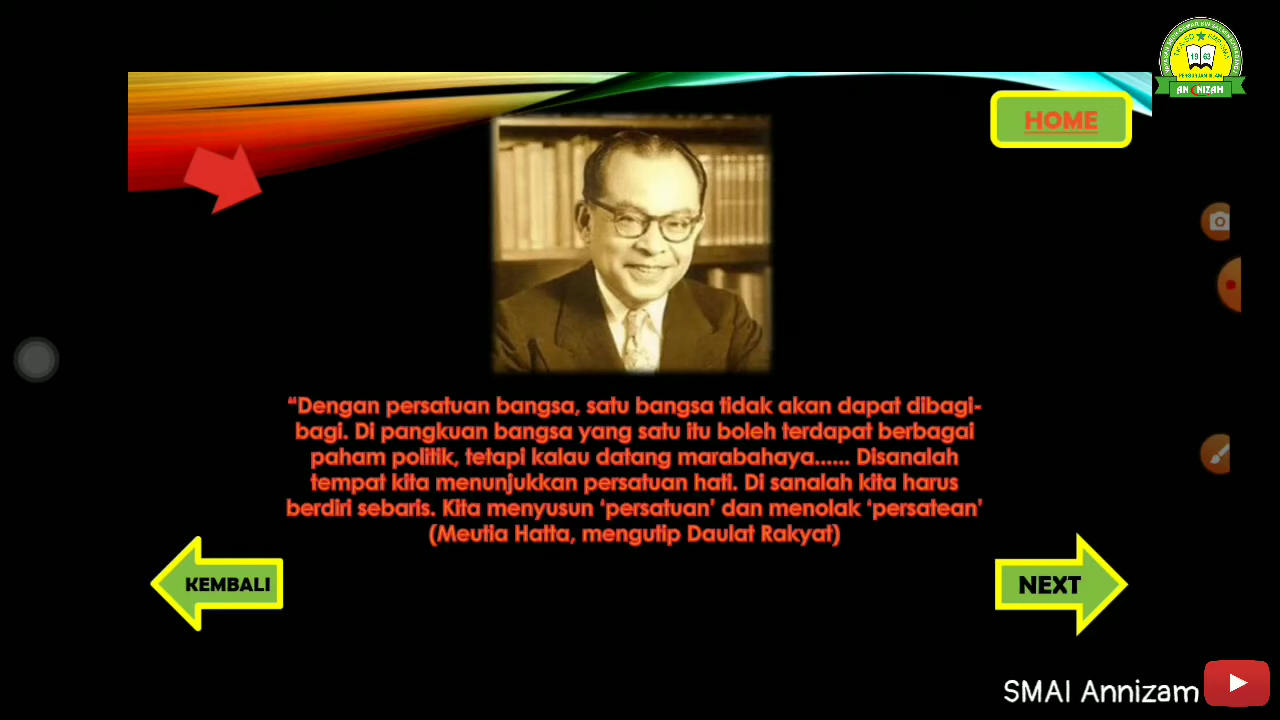 HOME
“Dengan persatuan bangsa, satu bangsa tidak akan dapat dibagi-
bagi. Di pangkuan bangsa yang satu itu boleh terdapat berbagai
paham politik, tetapi kalau datang marabahaya...... Disanalah
tempat kita menunjukkan persatuan hati. Di sanalah kita harus
berdiri sebaris. Kita menyusun ‘persatuan’ dan menolak ‘persatean’
(Meutia Hatta, mengutip Daulat Rakyat)
KEMBALI
NEXT
SMAI Annizam
1963